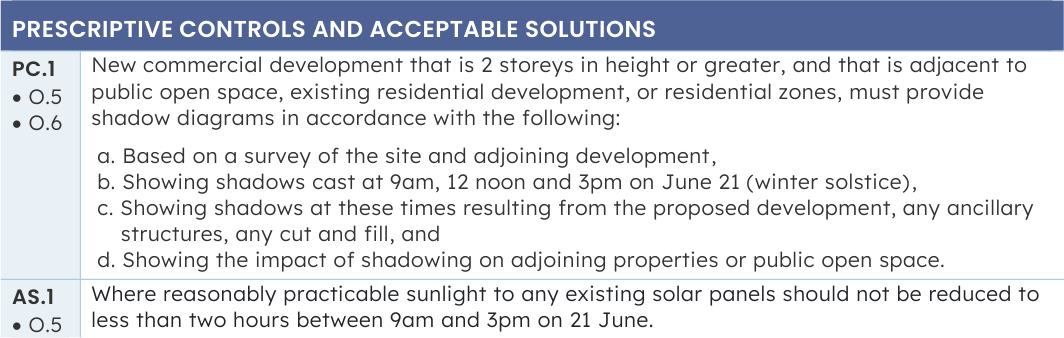 PRESCRIPTIVE CONTROLS AND ACCEPTABLE SOLUTIONS
PC.1
• O.5
• O.6
New commercial development that is 2 storeys in height or greater, and that is adjacent to
public open space, existing residential development, or residential zones, must provide
shadow diagrams in accordance with the following:
a. Based on a survey of the site and adjoining development,
b. Showing shadows cast at 9am, 12 noon and 3pm on June 21 (winter solstice),
c. Showing shadows at these times resulting from the proposed development, any ancillary
structures, any cut and fill, and
d. Showing the impact of shadowing on adjoining properties or public open space.
AS.1
• O.5
Where reasonably practicable sunlight to any existing solar panels should not be reduced to
less than two hours between 9am and 3pm on 21 June.